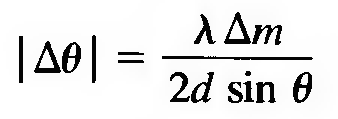 |Δθ| = λ Δm / 2d sin θ